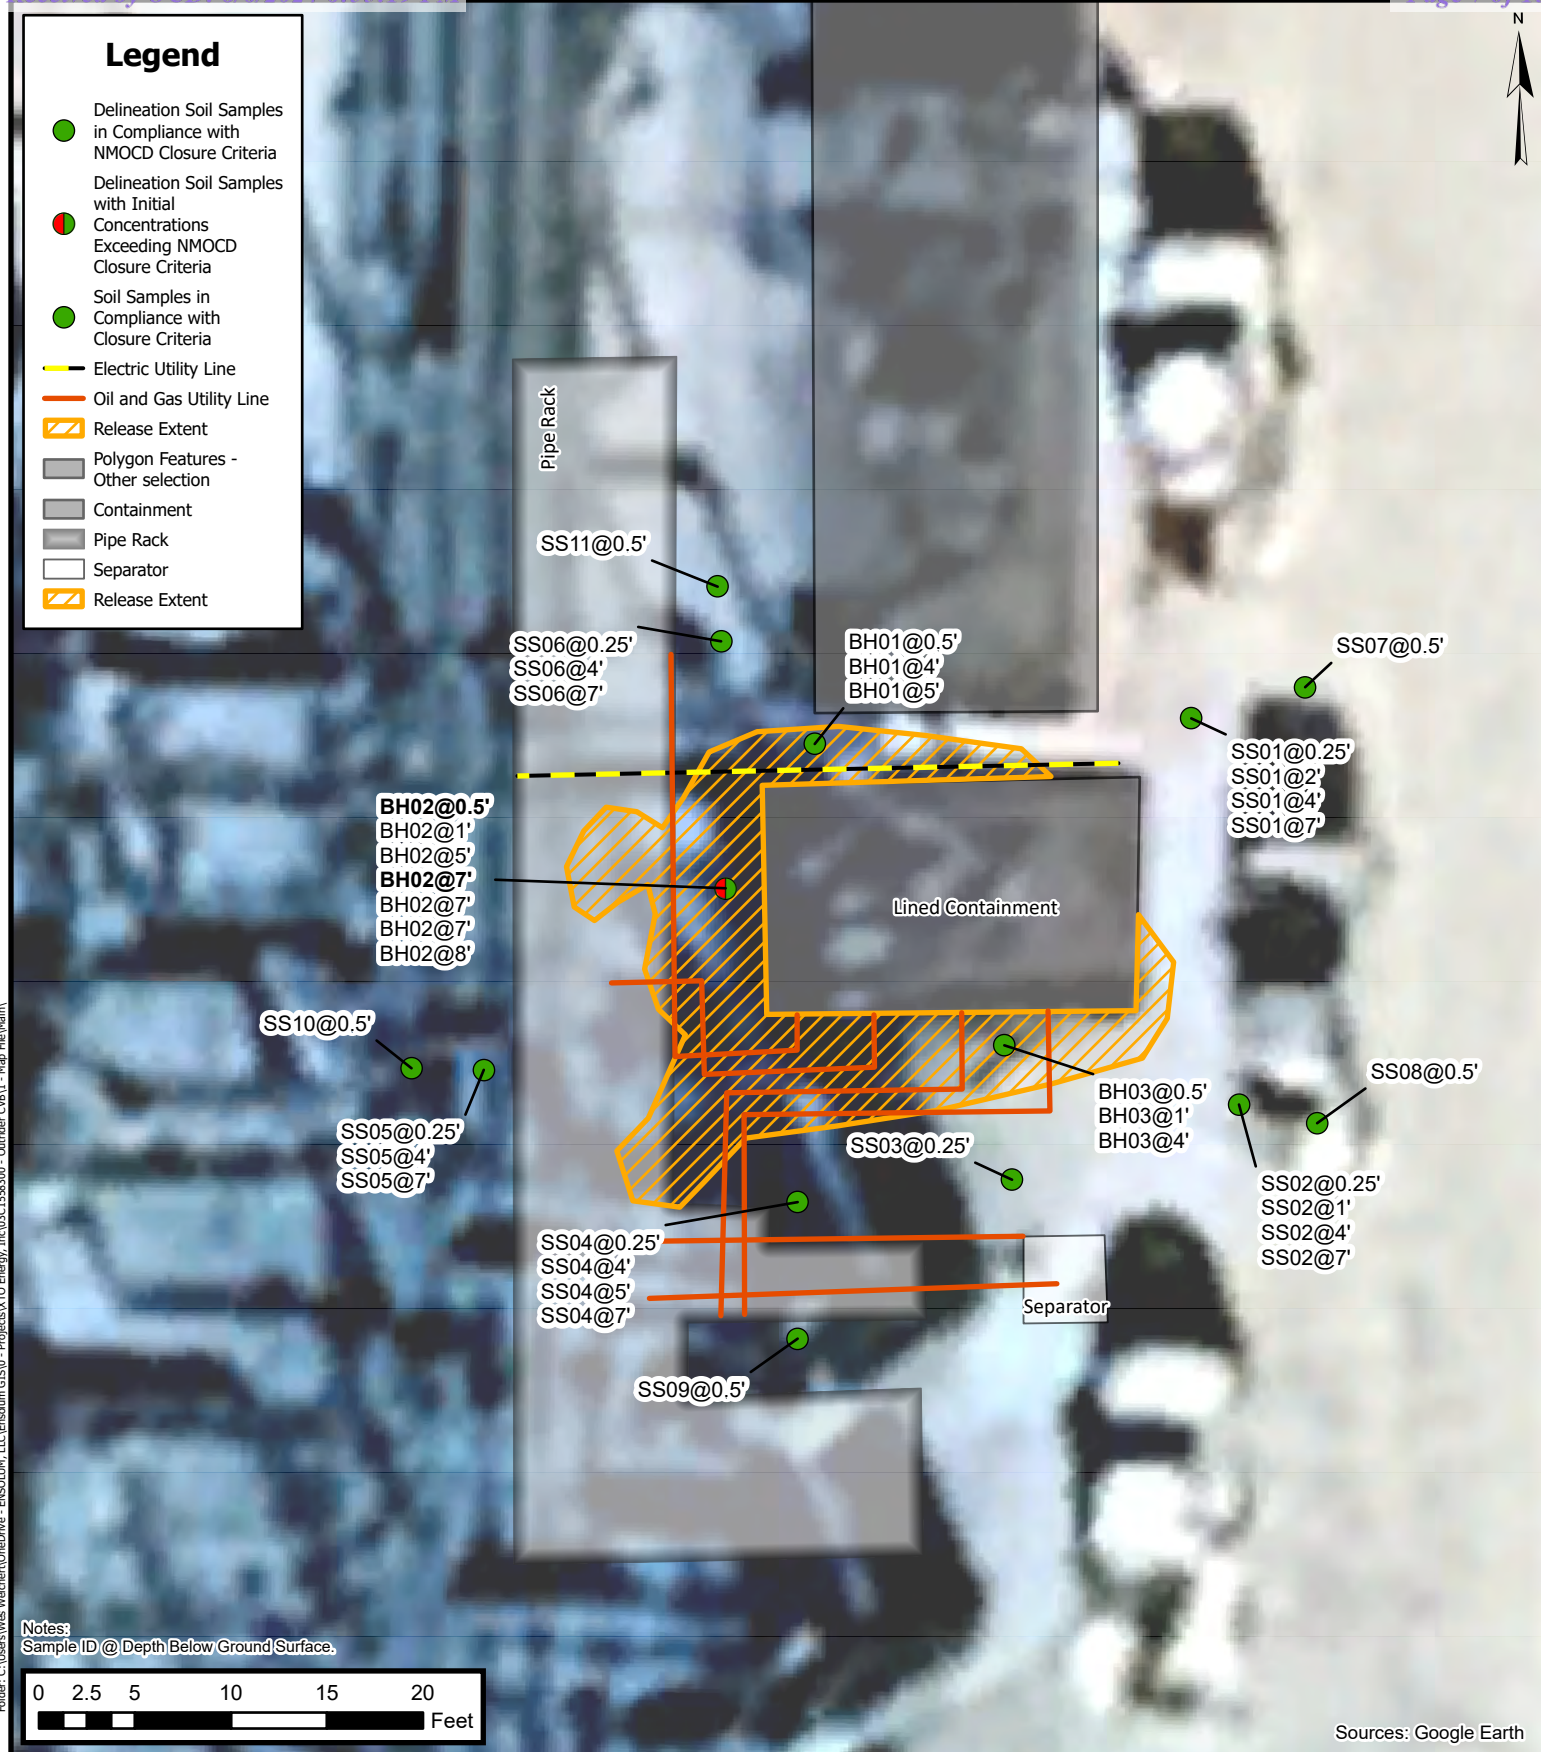 Legend
Delineation Soil Samples
in Compliance with
NMOCD Closure Criteria
Delineation Soil Samples
with Initial
Concentrations
Exceeding NMOCD
Closure Criteria
Soil Samples in
Compliance with
Closure Criteria
Electric Utility Line
Oil and Gas Utility Line
Release Extent
Polygon Features -
Other selection
Containment
Pipe Rack
Separator
Release Extent
N
Pipe Rack
SS11@0.5'
SS06@0.25'
SS06@4'
SS06@7'
BH01@0.5'
BH01@4'
BH01@5'
SS07@0.5'
SS01@0.25'
SS01@2'
SS01@4'
SS01@7'
BH02@0.5'
BH02@1'
BH02@5'
BH02@7'
BH02@7'
BH02@7'
BH02@8'
Lined Containment
SS10@0.5'
SS05@0.25'
SS05@4'
SS05@7'
BH03@0.5'
BH03@1'
BH03@4'
SS08@0.5'
SS03@0.25'
SS02@0.25'
SS02@1'
SS02@4'
SS02@7'
SS04@0.25'
SS04@4'
SS04@5'
SS04@7'
Separator
SS09@0.5'
Notes:
Sample ID @ Depth Below Ground Surface.
0 2.5 5 10 15 20
Feet
Sources: Google Earth